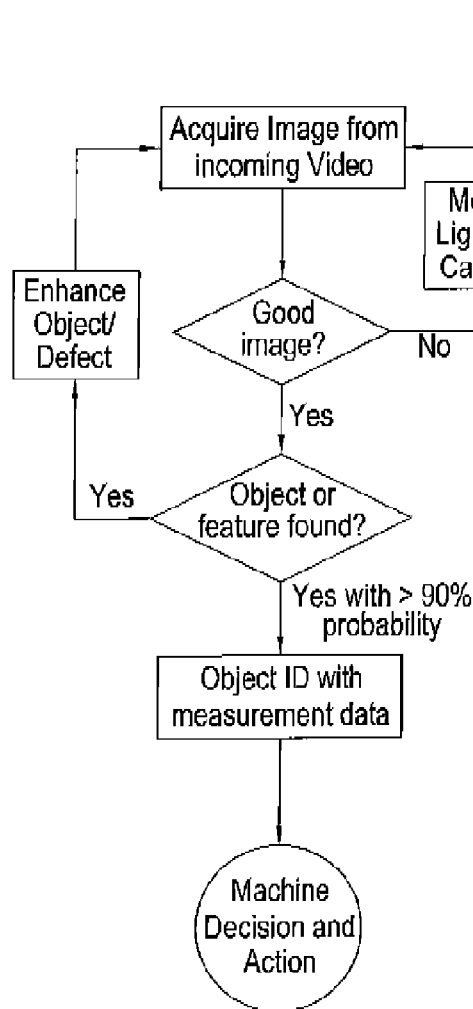 Acquire Image from
incoming Video
Enhance
Object/
Defect
Good
image?
No
Yes
Yes
Object or
feature found?
Yes with > 90%
probability
Object ID with
measurement data
Machine
Decision and
Action